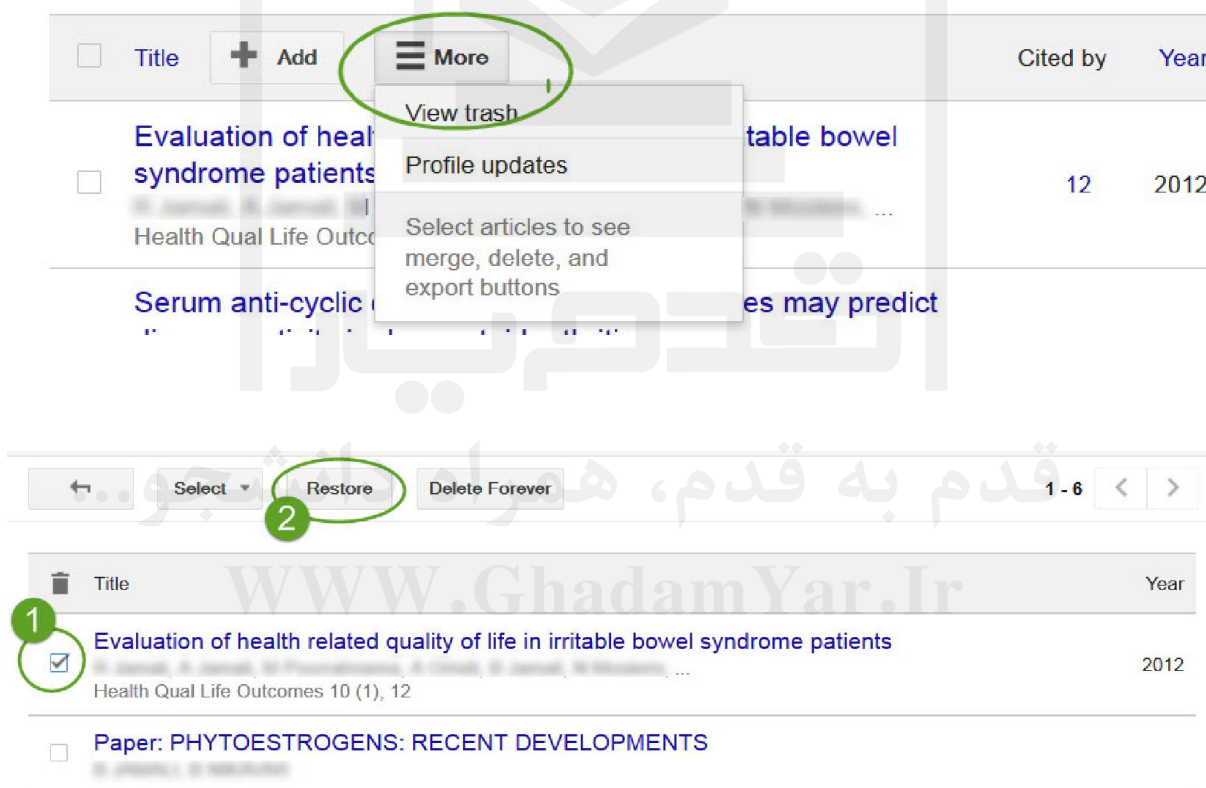 Title Add More Cited by Year
View trash
Evaluation of heal table bowel
syndrome patients Profile updates 12 2012
...
Select articles to see
Health Qual Life Outco merge, delete, and
export buttons
Serum anti-cyclic es may predict
قدم یار
قدم به قدم، همراه دانشجو...
Select Restore Delete Forever 1 - 6
2
WWW.GhadamYar.Ir
Title Year
1
Evaluation of health related quality of life in irritable bowel syndrome patients
... 2012
Health Qual Life Outcomes 10 (1), 12
Paper: PHYTOESTROGENS: RECENT DEVELOPMENTS